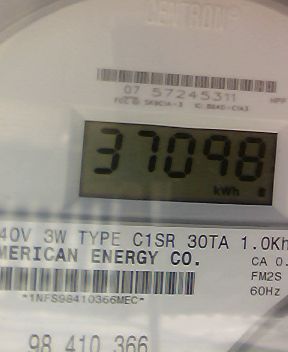 CENTRON®
07 57245311
37098
kWh
40V 3W TYPE C1SR 30TA 1.0Kh
MERICAN ENERGY CO.
CA 0.
FM2S
60Hz
*1NFS98410366MEC*
98 410 366